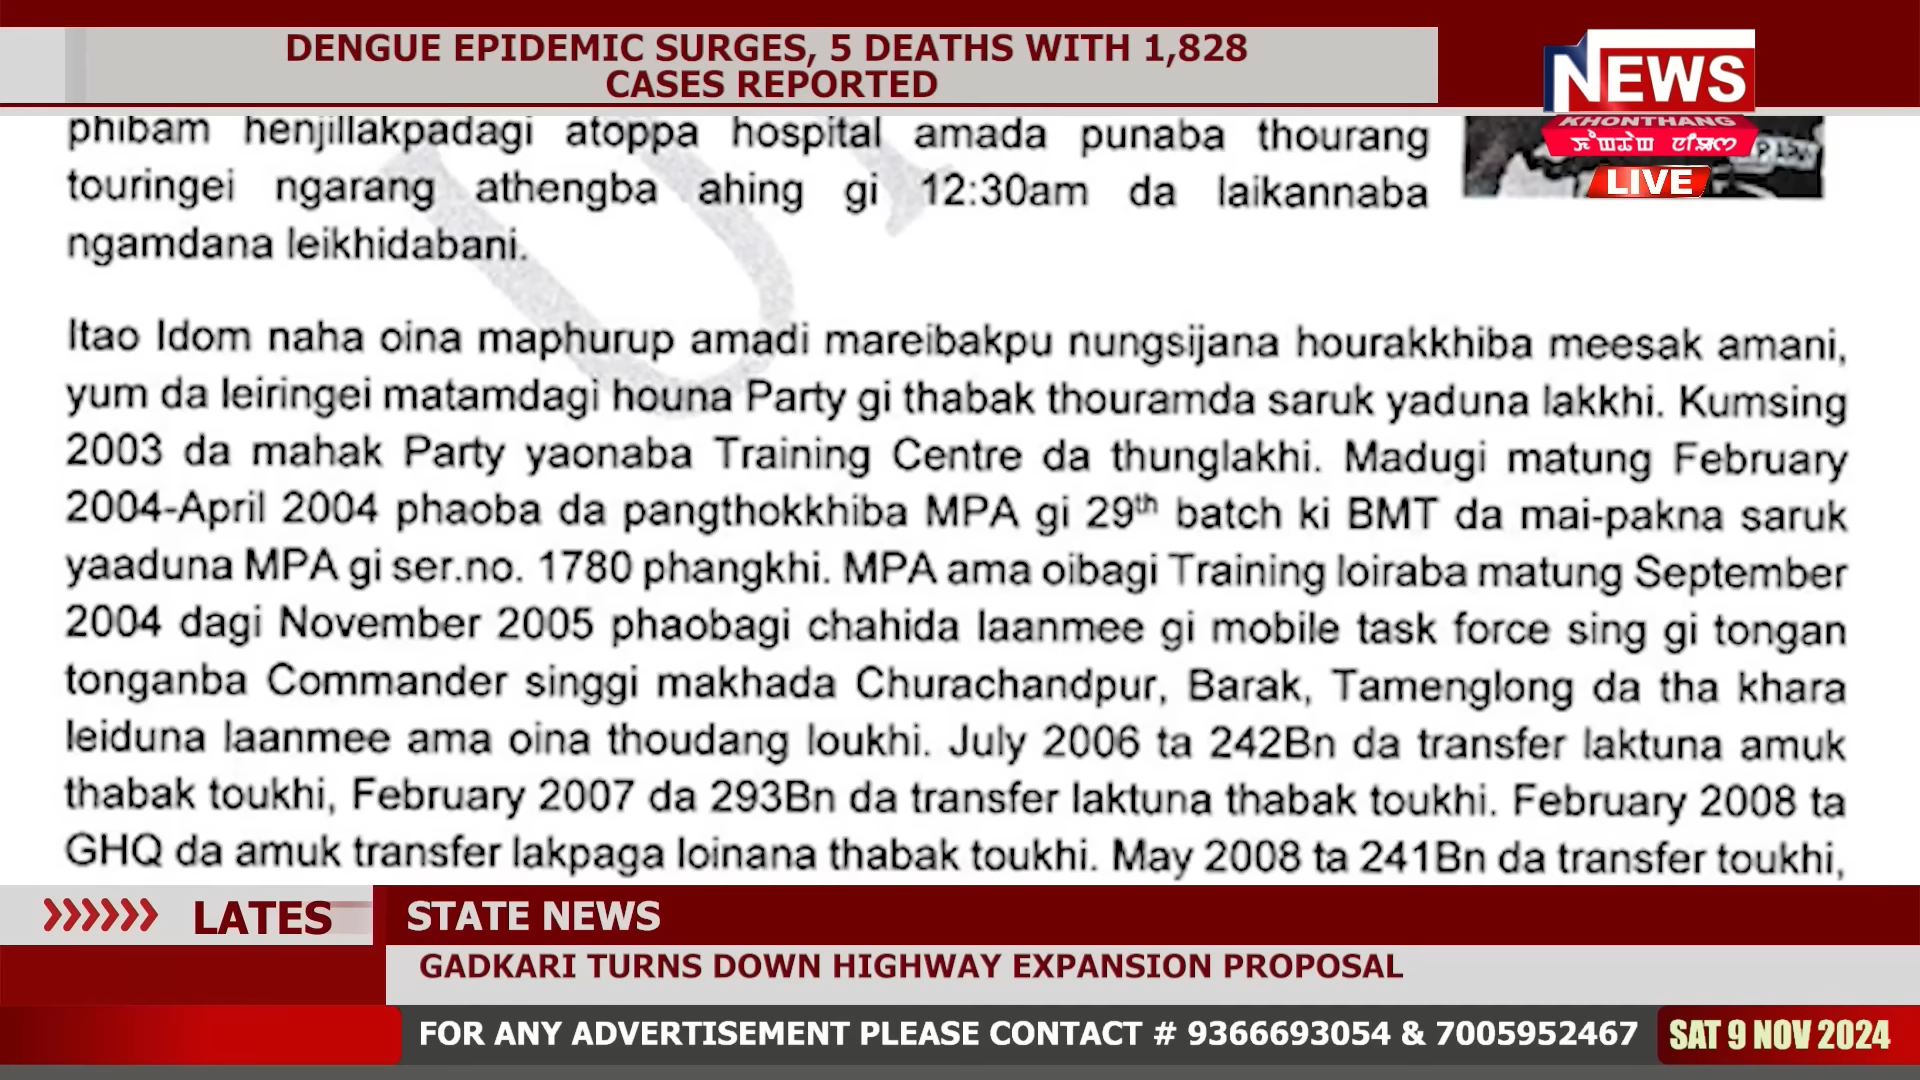 DENGUE EPIDEMIC SURGES, 5 DEATHS WITH 1,828
CASES REPORTED
NEWS
KHONTHANG
LIVE
phibam henjillakpadagi atoppa hospital amada punaba thourang
touringei ngarang athengba ahing gi 12:30am da laikannaba
ngamdana leikhidabani.
Itao Idom naha oina maphurup amadi mareibakpu nungsijana hourakkhiba meesak amani,
yum da leiringei matamdagi houna Party gi thabak thouramda saruk yaduna lakkhi. Kumsing
2003 da mahak Party yaonaba Training Centre da thunglakhi. Madugi matung February
2004-April 2004 phaoba da pangthokkhiba MPA gi 29th batch ki BMT da mai-pakna saruk
yaaduna MPA gi ser.no. 1780 phangkhi. MPA ama oibagi Training loiraba matung September
2004 dagi November 2005 phaobagi chahida laanmee gi mobile task force sing gi tongan
tonganba Commander singgi makhada Churachandpur, Barak, Tamenglong da tha khara
leiduna laanmee ama oina thoudang loukhi. July 2006 ta 242Bn da transfer laktuna amuk
thabak toukhi, February 2007 da 293Bn da transfer laktuna thabak toukhi. February 2008 ta
GHQ da amuk transfer lakpaga loinana thabak toukhi. May 2008 ta 241Bn da transfer toukhi,
LATES
STATE NEWS
GADKARI TURNS DOWN HIGHWAY EXPANSION PROPOSAL
FOR ANY ADVERTISEMENT PLEASE CONTACT # 9366693054 & 7005952467
SAT 9 NOV 2024